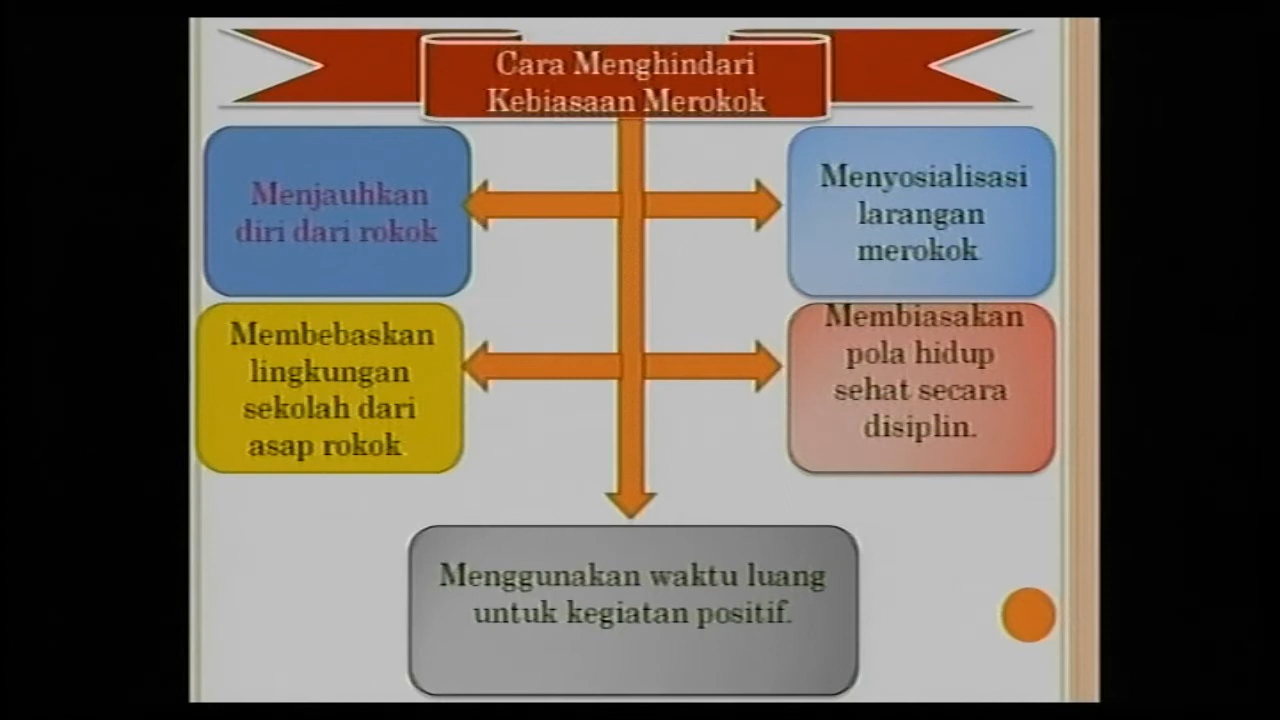 Cara Menghindari
Kebiasaan Merokok
Menjauhkan
diri dari rokok
Menyosialisasi
larangan
merokok
Membebaskan
lingkungan
sekolah dari
asap rokok.
Membiasakan
pola hidup
sehat secara
disiplin.
Menggunakan waktu luang
untuk kegiatan positif.